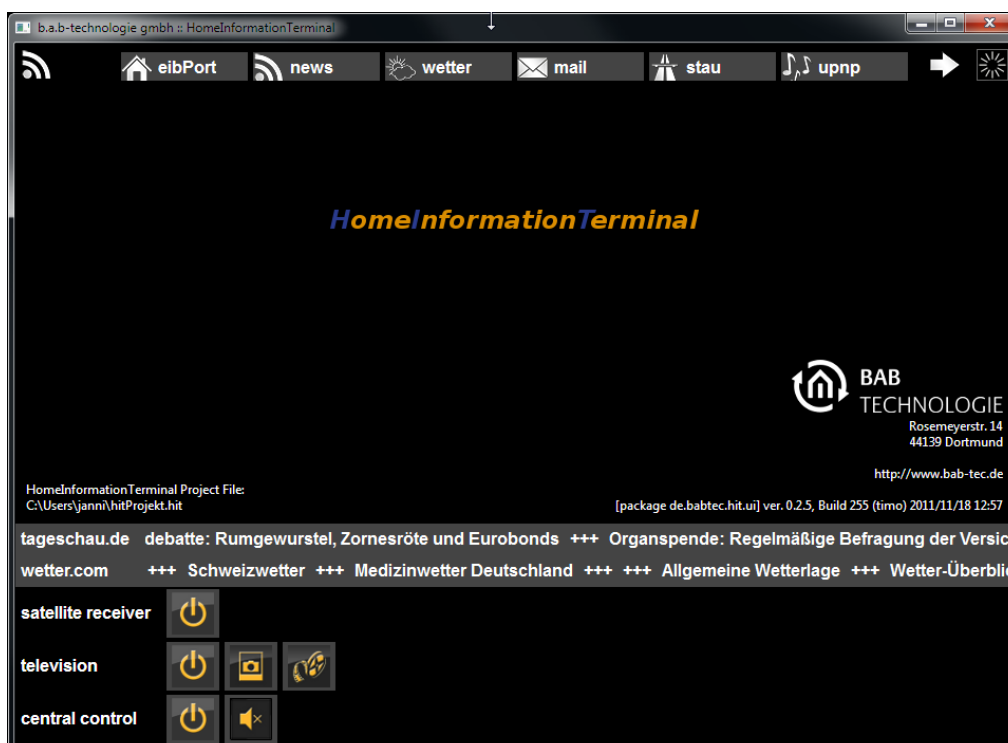 b.a.b-technologie gmbh :: HomeInformationTerminal
eibPort news wetter mail stau upnp
HomeInformationTerminal
BAB
TECHNOLOGIE
Rosemeyerstr. 14
44139 Dortmund
http://www.bab-tec.de
HomeInformationTerminal Project File:
C:\Users\janni\hitProjekt.hit
[package de.babtec.hit.ui] ver. 0.2.5, Build 255 (timo) 2011/11/18 12:57
tageschau.de debatte: Rumgewurstel, Zornesröte und Eurobonds +++ Organspende: Regelmäßige Befragung der Versic
wetter.com +++ Schweizwetter +++ Medizinwetter Deutschland +++ +++ Allgemeine Wetterlage +++ Wetter-Überblic
satellite receiver
television
central control